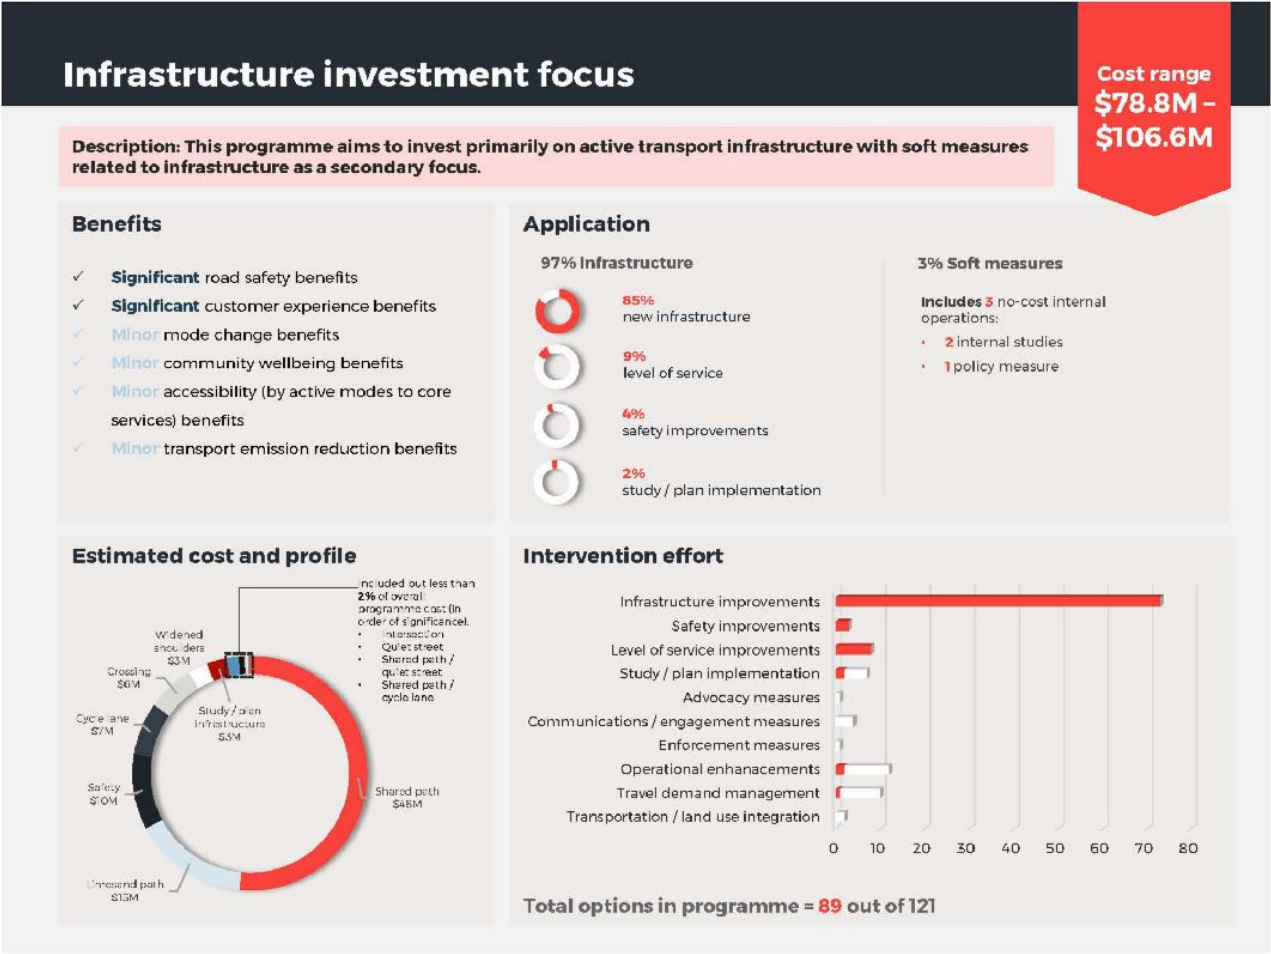 Infrastructure investment focus
Cost range
$78.8M –
$106.6M
Description: This programme aims to invest primarily on active transport infrastructure with soft measures
related to infrastructure as a secondary focus.
Benefits
✓ Significant road safety benefits
✓ Significant customer experience benefits
✓ Minor mode change benefits
✓ Minor community wellbeing benefits
✓ Minor accessibility (by active modes to core
services) benefits
✓ Minor transport emission reduction benefits
Application
97% Infrastructure
85%
new infrastructure
9%
level of service
4%
safety improvements
2%
study / plan implementation
3% Soft measures
Includes 3 no-cost internal
operations:
• 2 internal studies
• 1 policy measure
Estimated cost and profile
Included but less than
2% of overall
programme cost (in
order of significance).
• Intersection
• Quiet street
• Shared path /
quiet street
• Shared path /
cycle lane
Widened
shoulders
$3M
Crossing
$6M
Study / plan
infrastructure
$3M
Cycle lane
$7M
Safety
$10M
Shared path
Limesand path
$15M
Intervention effort
Infrastructure improvements
Safety improvements
Level of service improvements
Study / plan implementation
Advocacy measures
Communications / engagement measures
Enforcement measures
Operational enhanacements
Travel demand management
Transportation / land use integration
0 10 20 30 40 50 60 70 80
Total options in programme = 89 out of 121